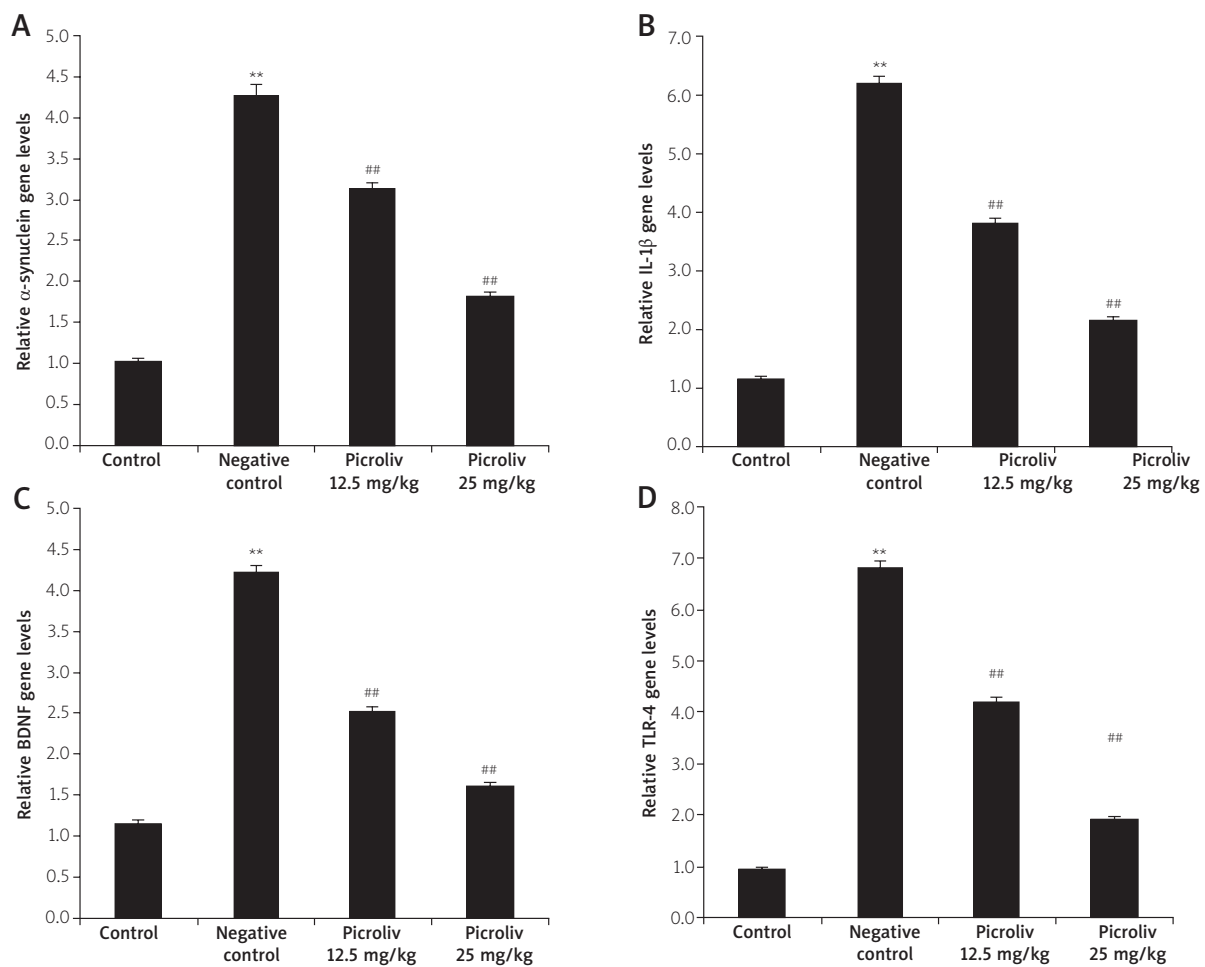 A
Relative α-synuclein gene levels
5.0
4.5
4.0
3.5
3.0
2.5
2.0
1.5
1.0
0.5
0.0
**
##
##
Control
Negative
control
Picroliv
12.5 mg/kg
Picroliv
25 mg/kg
B
Relative IL-1β gene levels
7.0
6.0
5.0
4.0
3.0
2.0
1.0
0.0
**
##
##
Control
Negative
control
Picroliv
12.5 mg/kg
Picroliv
25 mg/kg
C
Relative BDNF gene levels
5.0
4.5
4.0
3.5
3.0
2.5
2.0
1.5
1.0
0.5
0.0
**
##
##
Control
Negative
control
Picroliv
12.5 mg/kg
Picroliv
25 mg/kg
D
Relative TLR-4 gene levels
8.0
7.0
6.0
5.0
4.0
3.0
2.0
1.0
0.0
**
##
##
Control
Negative
control
Picroliv
12.5 mg/kg
Picroliv
25 mg/kg